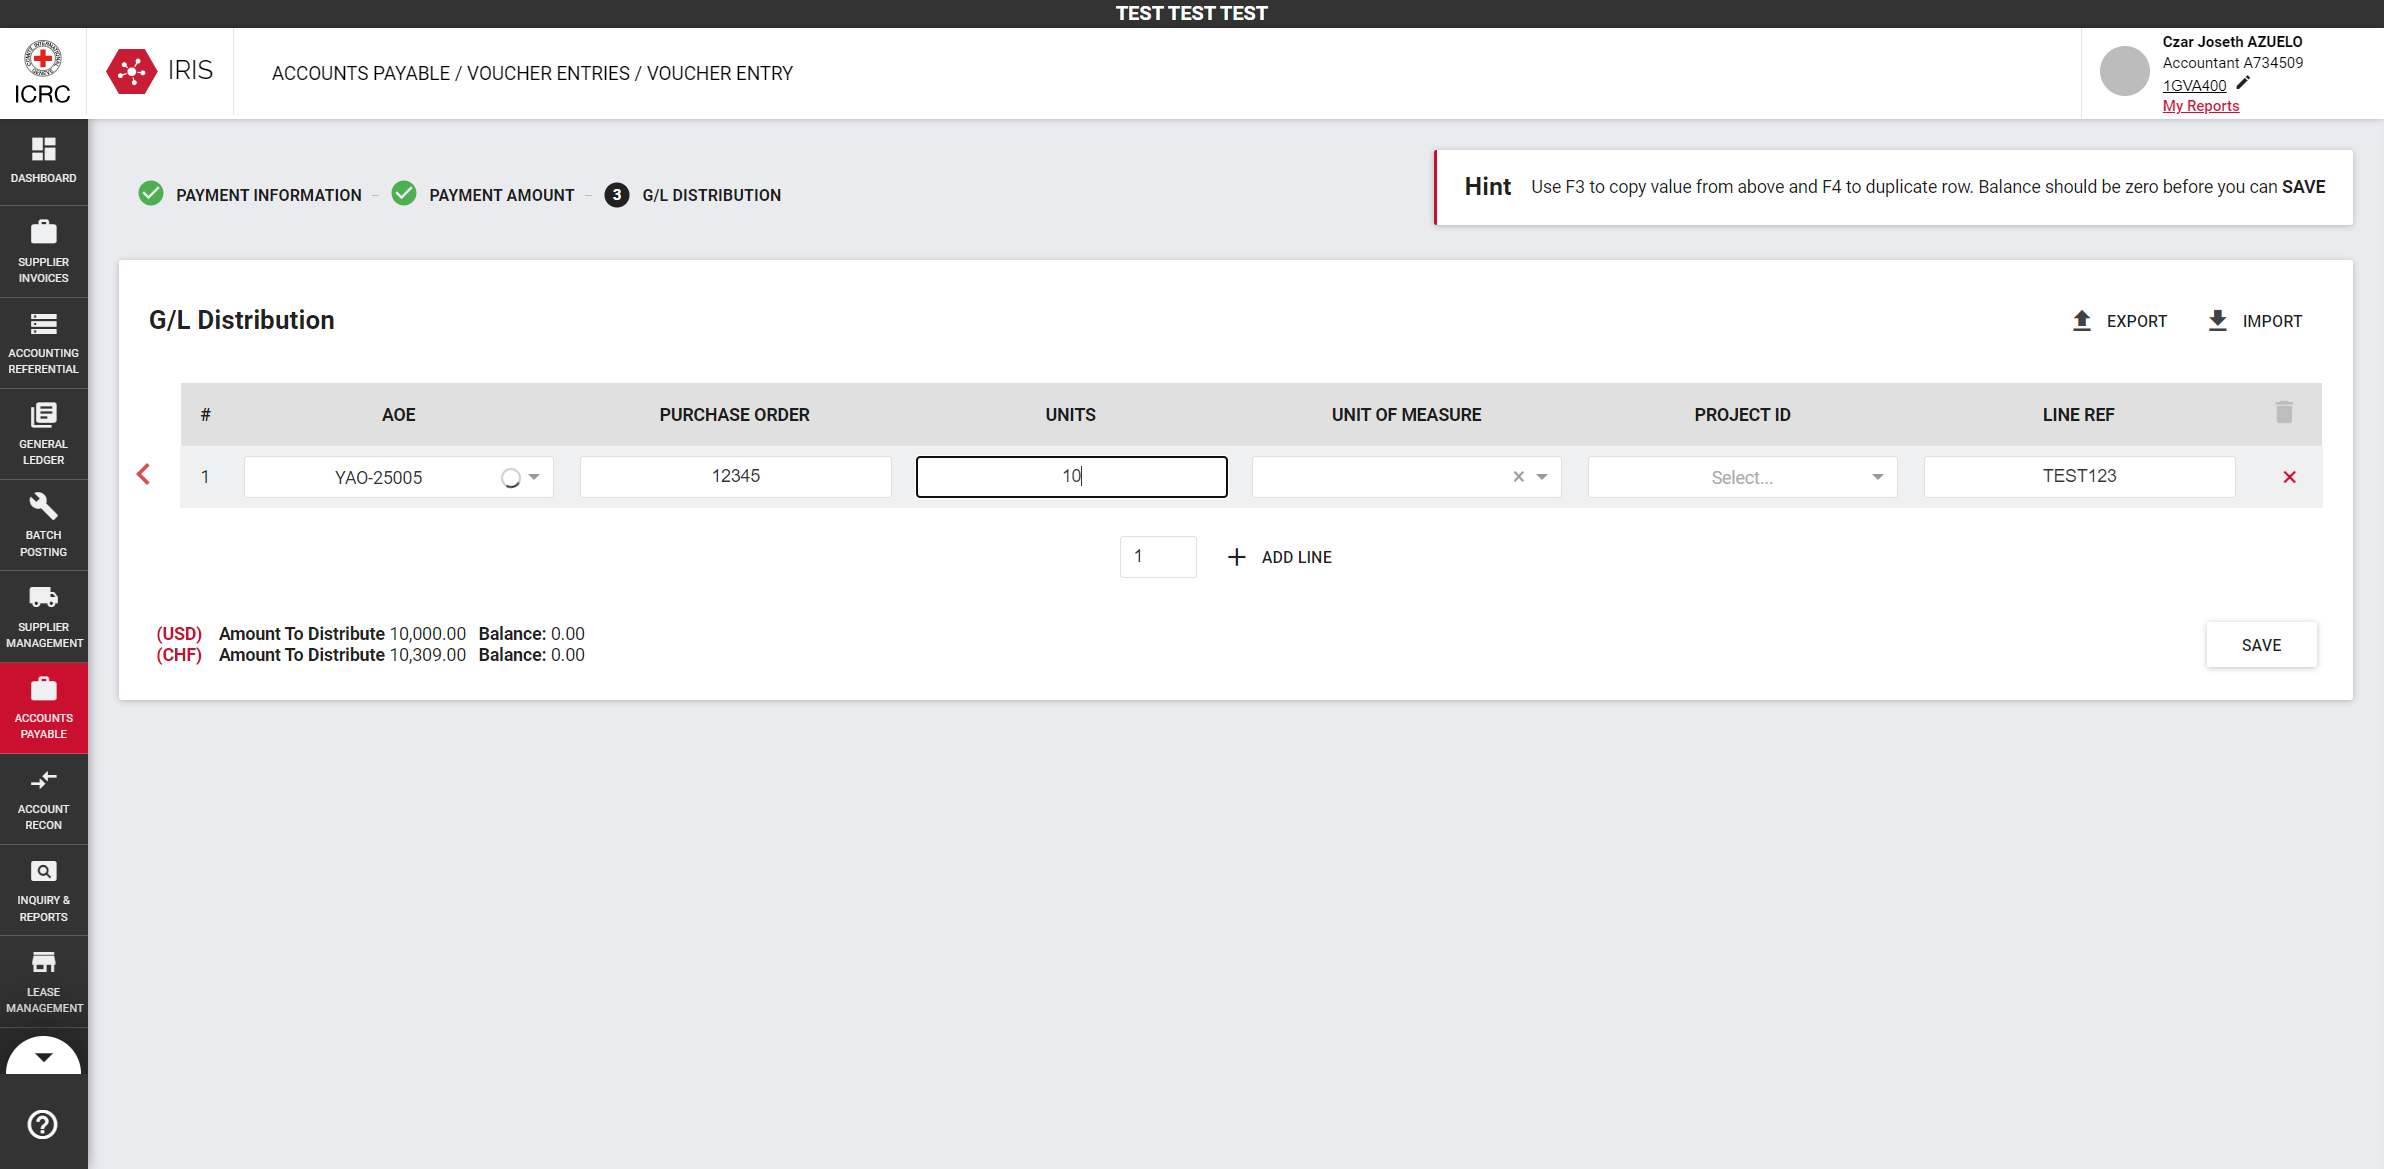 TEST TEST TEST
ICRC
IRIS
ACCOUNTS PAYABLE / VOUCHER ENTRIES / VOUCHER ENTRY
Czar Joseth AZUELO
Accountant A734509
1GVA400
My Reports
DASHBOARD
SUPPLIER
INVOICES
ACCOUNTING
REFERENTIAL
GENERAL
LEDGER
BATCH
POSTING
SUPPLIER
MANAGEMENT
ACCOUNTS
PAYABLE
ACCOUNT
RECON
INQUIRY &
REPORTS
LEASE
MANAGEMENT
PAYMENT INFORMATION
PAYMENT AMOUNT
3 G/L DISTRIBUTION
Hint Use F3 to copy value from above and F4 to duplicate row. Balance should be zero before you can SAVE
G/L Distribution
EXPORT IMPORT
# AOE PURCHASE ORDER UNITS UNIT OF MEASURE PROJECT ID LINE REF
1 YAO-25005 12345 10 Select... TEST123
1 ADD LINE
(USD) Amount To Distribute 10,000.00 Balance: 0.00
(CHF) Amount To Distribute 10,309.00 Balance: 0.00
SAVE